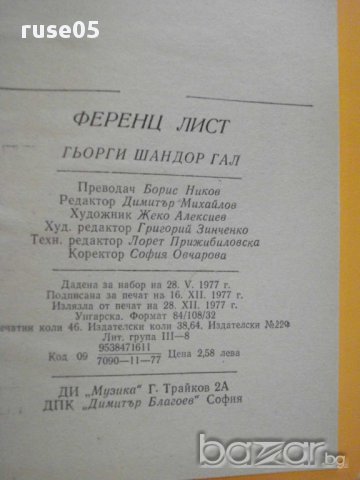 ruse05
ФЕРЕНЦ ЛИСТ
ГЬОРГИ ШАНДОР ГАЛ
Преводач Борис Ников
Редактор Димитър Михайлов
Художник Жеко Алексиев
Худ. редактор Григорий Зинченко
Техн. редактор Лорет Прижибиловска
Коректор София Овчарова
Дадена за набор на 28. V. 1977 г.
Подписана за печат на 16. XII. 1977 г.
Излязла от печат на 28. XII. 1977 г.
Унгарска. Формат 84/108/32
ечатни коли 46. Издателски коли 38,64. Издателски №220
Лит. група III—8
Код 09 9538471611 Цена 2,58 лева
7090—11—77
ДИ „Музика" Г. Трайков 2А
ДПК „Димитър Благоев" София
bazar.bg